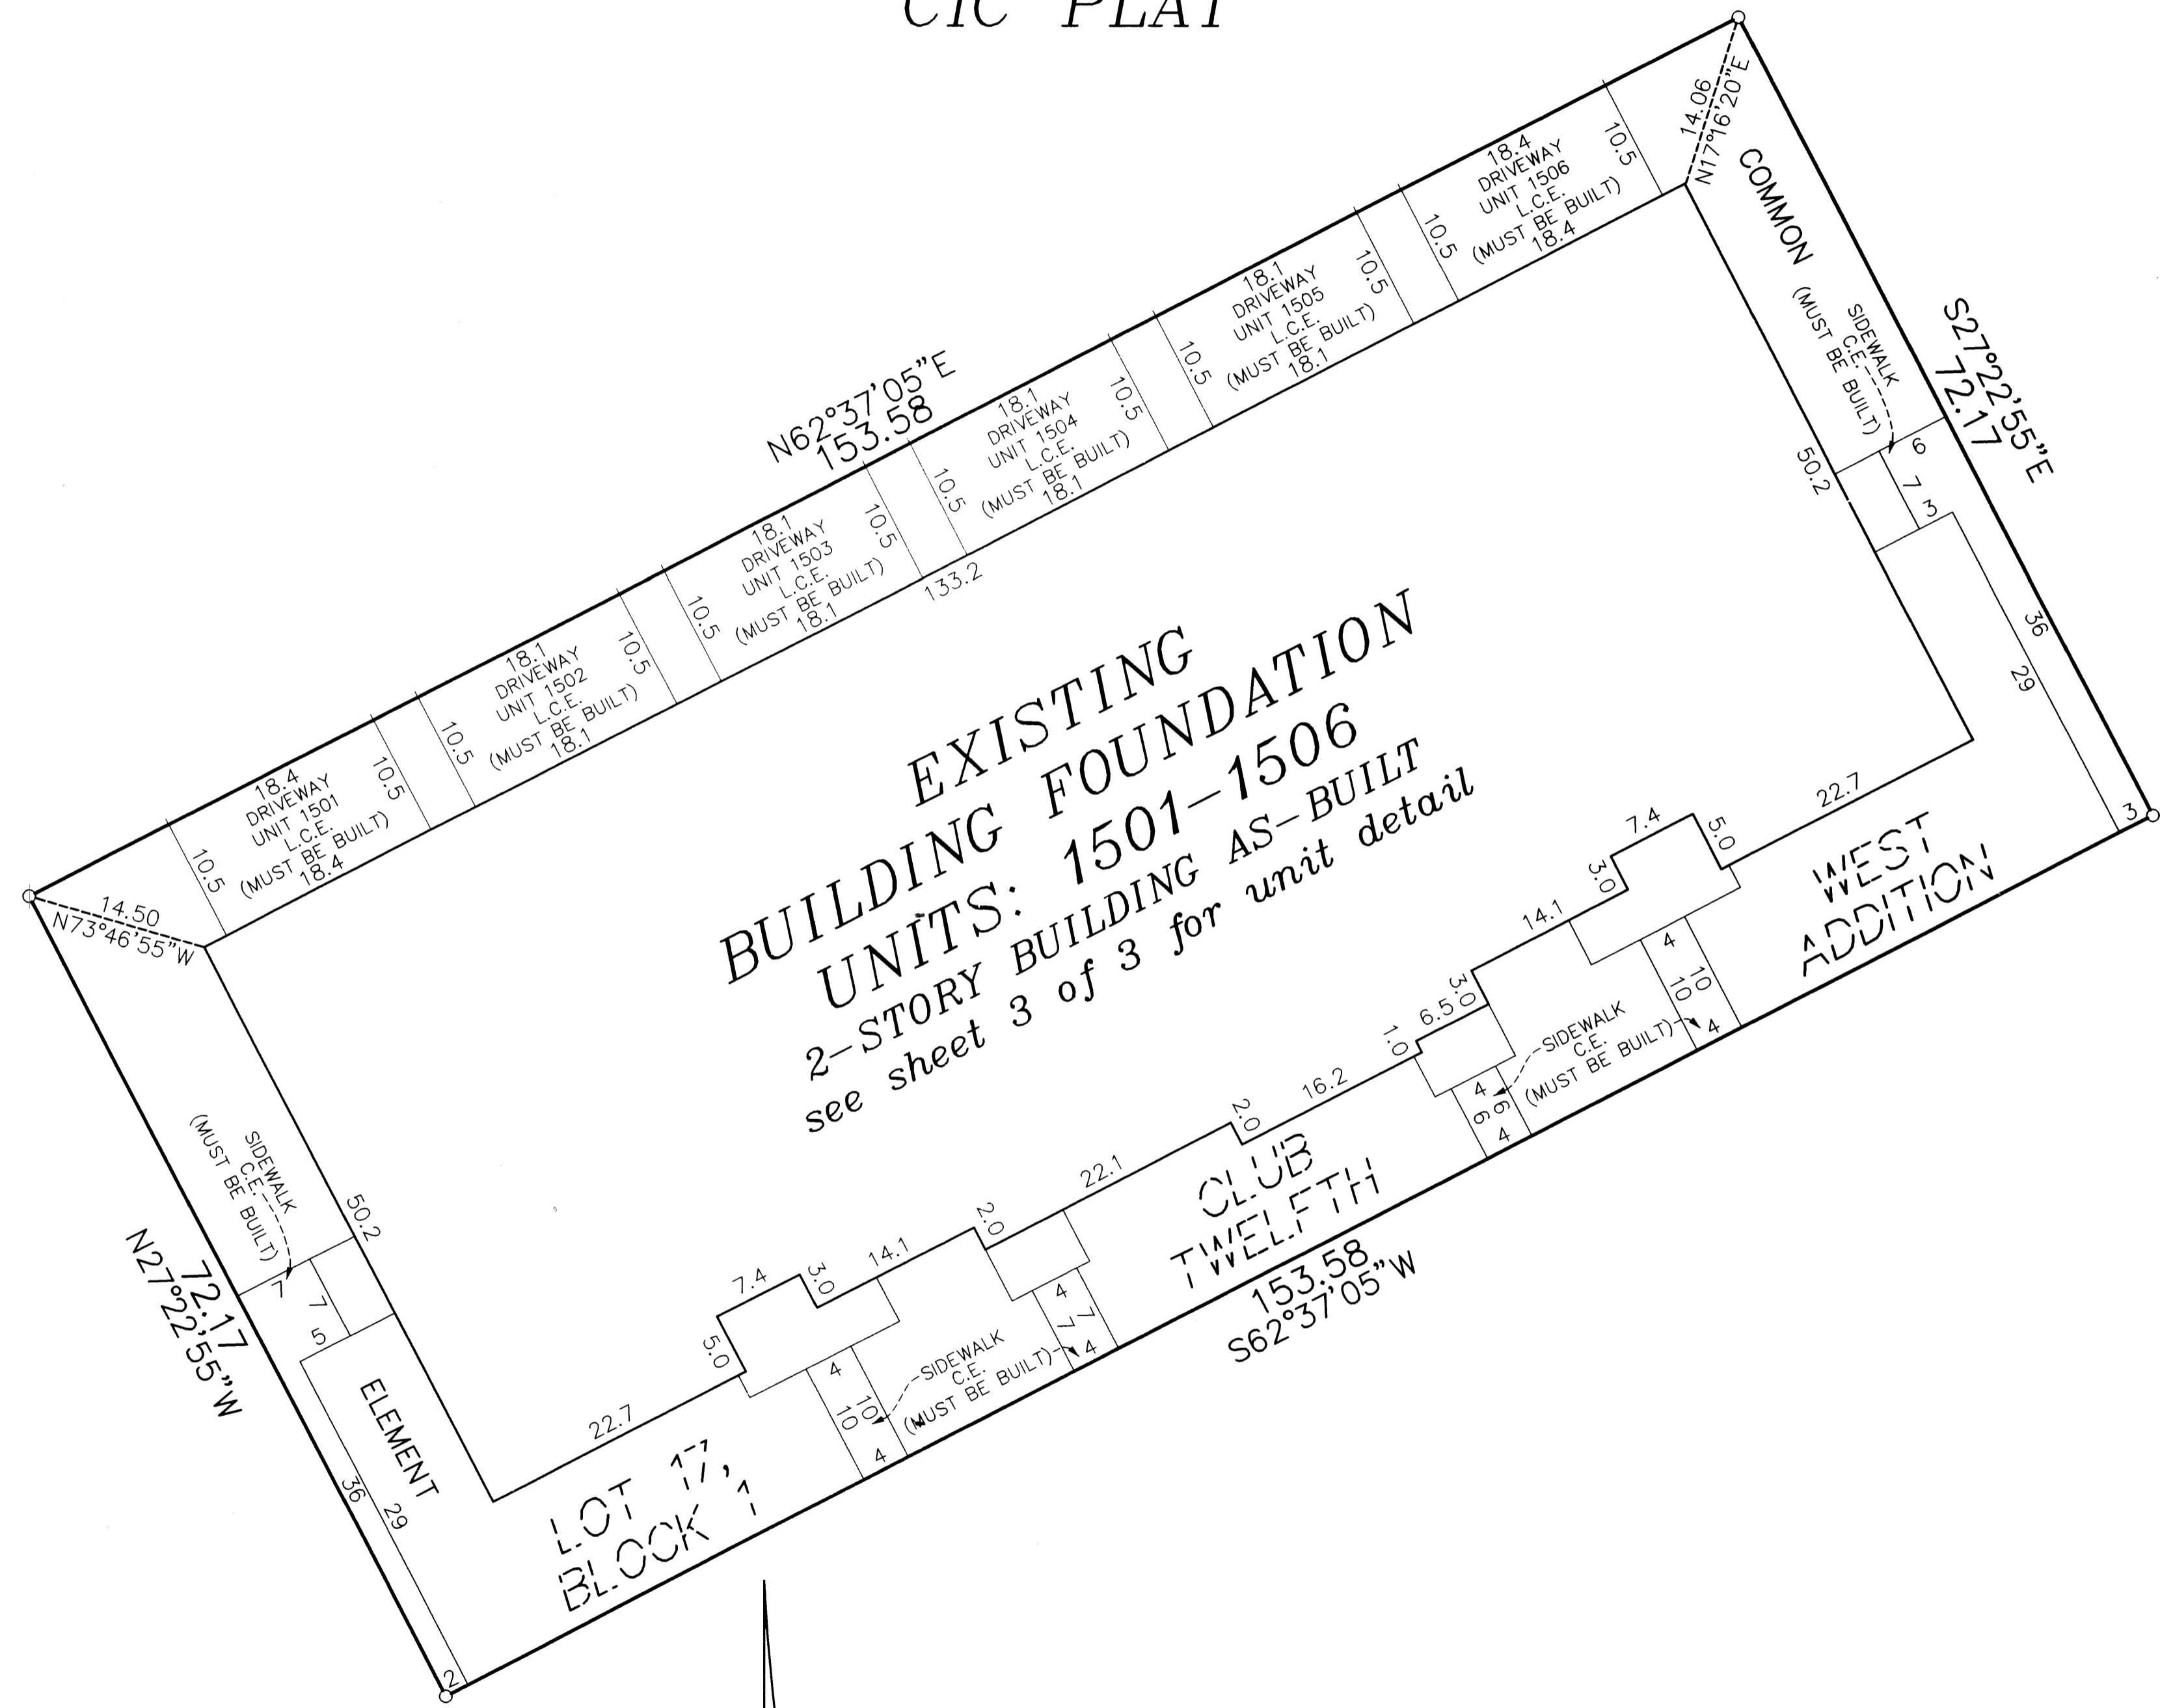 CIC PLAT
N62°37'05"E
153.58
14.06
N17°16'20"E
COMMON
SIDEWALK
C.E.
(MUST BE BUILT)
S27°22'55"E
72.17
18.4
DRIVEWAY
UNIT 1506
L.C.E.
(MUST BE BUILT)
18.4
10.5
10.5
18.1
DRIVEWAY
UNIT 1505
L.C.E.
(MUST BE BUILT)
18.1
10.5
10.5
18.1
DRIVEWAY
UNIT 1504
L.C.E.
(MUST BE BUILT)
18.1
10.5
10.5
18.1
DRIVEWAY
UNIT 1503
L.C.E.
(MUST BE BUILT)
18.1
10.5
10.5
18.1
DRIVEWAY
UNIT 1502
L.C.E.
(MUST BE BUILT)
18.1
10.5
10.5
18.4
DRIVEWAY
UNIT 1501
L.C.E.
(MUST BE BUILT)
18.4
10.5
10.5
14.50
N73°46'55"W
133.2
50.2
6
7
3
36
29
3
EXISTING
BUILDING FOUNDATION
UNITS: 1501-1506
2-STORY BUILDING AS-BUILT
see sheet 3 of 3 for unit detail
22.7
5.0
7.4
3.0
14.1
3.0
6.5
1.0
16.2
2.0
22.1
2.0
14.1
3.0
7.4
5.0
22.7
WEST
ADDITION
4
10
10
4
SIDEWALK
C.E.
(MUST BE BUILT)
4
6
6
4
CLUB
TWELFTH
153.58
S62°37'05"W
4
7
7
4
SIDEWALK
C.E.
(MUST BE BUILT)
4
10
10
4
LOT 17,
BLOCK 1
SIDEWALK
C.E.
(MUST BE BUILT)
50.2
7
7
5
72.17
N27°22'55"W
ELEMENT
36
29
2